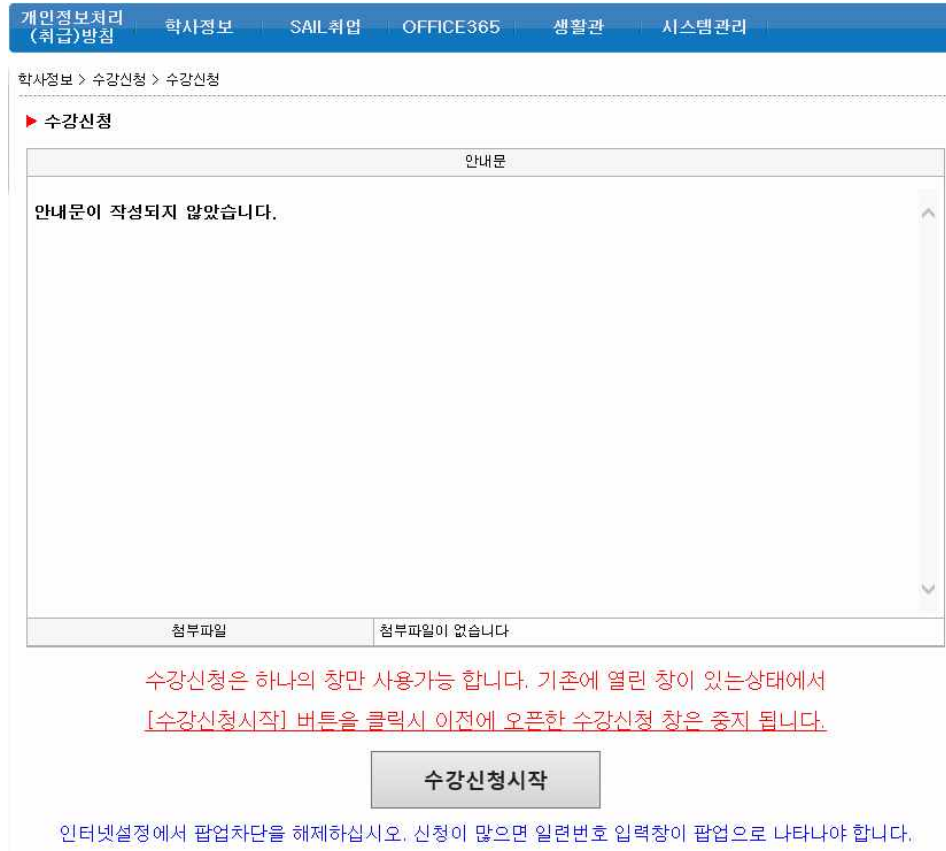 개인정보처리
(취급)방침
학사정보
SAIL취업
OFFICE365
생활관
시스템관리
학사정보 > 수강신청 > 수강신청
▶ 수강신청
안내문
안내문이 작성되지 않았습니다.
첨부파일
첨부파일이 없습니다
수강신청은 하나의 창만 사용가능 합니다. 기존에 열린 창이 있는상태에서
[수강신청시작] 버튼을 클릭시 이전에 오픈한 수강신청 창은 중지 됩니다.
수강신청시작
인터넷설정에서 팝업차단을 해제하십시오. 신청이 많으면 일련번호 입력창이 팝업으로 나타나야 합니다.